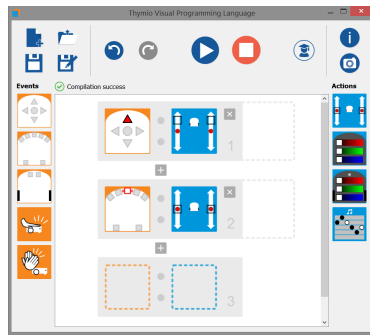 Thymio Visual Programming Language
Events
Compilation success
Actions
1
2
3